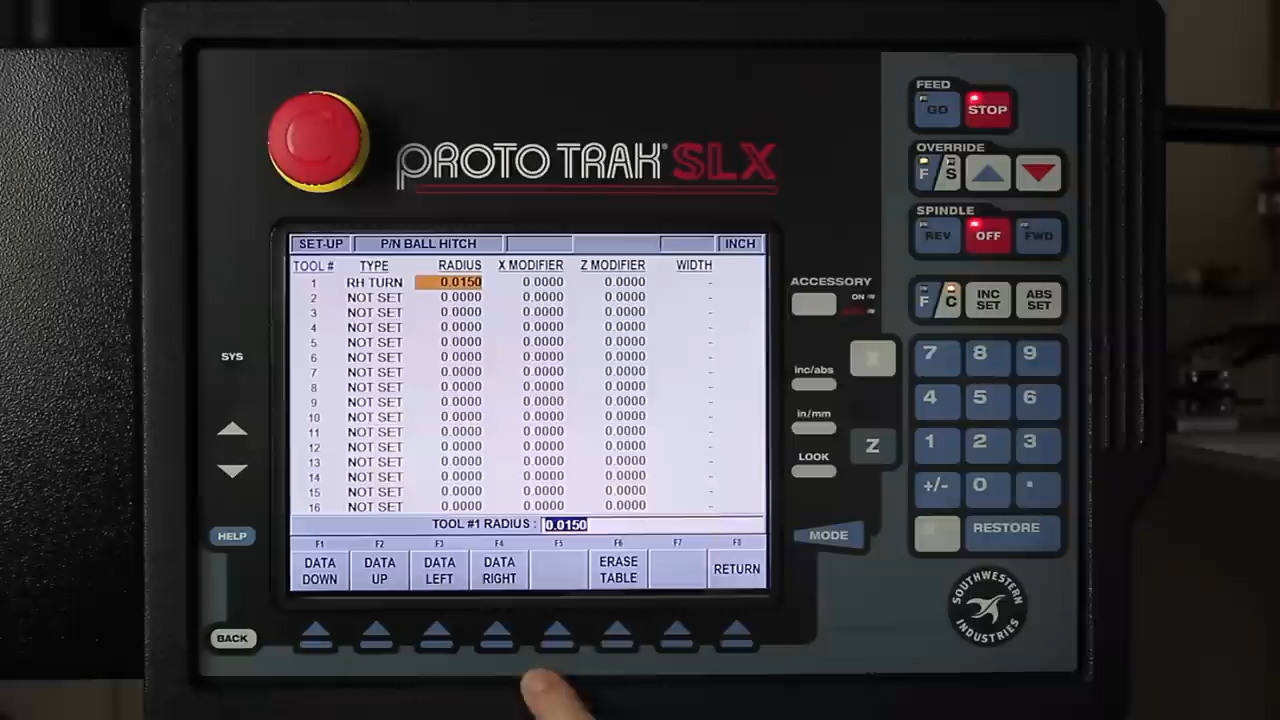 PROTO TRAK® SLX
SET-UP P/N BALL HITCH INCH
TOOL # TYPE RADIUS X MODIFIER Z MODIFIER WIDTH
1 RH TURN 0.0150 0.0000 0.0000 -
2 NOT SET 0.0000 0.0000 0.0000 -
3 NOT SET 0.0000 0.0000 0.0000 -
4 NOT SET 0.0000 0.0000 0.0000 -
5 NOT SET 0.0000 0.0000 0.0000 -
6 NOT SET 0.0000 0.0000 0.0000 -
7 NOT SET 0.0000 0.0000 0.0000 -
8 NOT SET 0.0000 0.0000 0.0000 -
9 NOT SET 0.0000 0.0000 0.0000 -
10 NOT SET 0.0000 0.0000 0.0000 -
11 NOT SET 0.0000 0.0000 0.0000 -
12 NOT SET 0.0000 0.0000 0.0000 -
13 NOT SET 0.0000 0.0000 0.0000 -
14 NOT SET 0.0000 0.0000 0.0000 -
15 NOT SET 0.0000 0.0000 0.0000 -
16 NOT SET 0.0000 0.0000 0.0000 -
TOOL #1 RADIUS : 0.0150
F1 F2 F3 F4 F5 F6 F7 F8
DATA DATA DATA DATA ERASE RETURN
DOWN UP LEFT RIGHT TABLE
SYS
HELP
BACK
ACCESSORY
ON
inc/abs
in/mm
LOOK
MODE
X
Z
FEED
GO STOP
OVERRIDE
F/S
SPINDLE
REV OFF FWD
F/C INC SET ABS SET
7 8 9
4 5 6
1 2 3
+/- 0 .
RESTORE
SOUTHWESTERN
INDUSTRIES